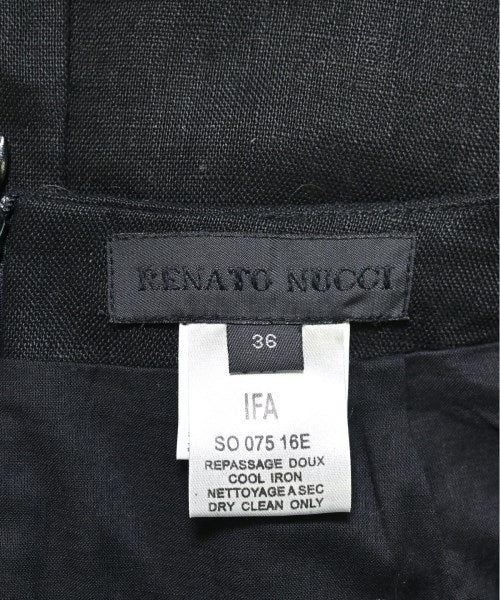 RENATO NUCCI
36
IFA
SO 075 16E
REPASSAGE DOUX
COOL IRON
NETTOYAGE A SEC
DRY CLEAN ONLY